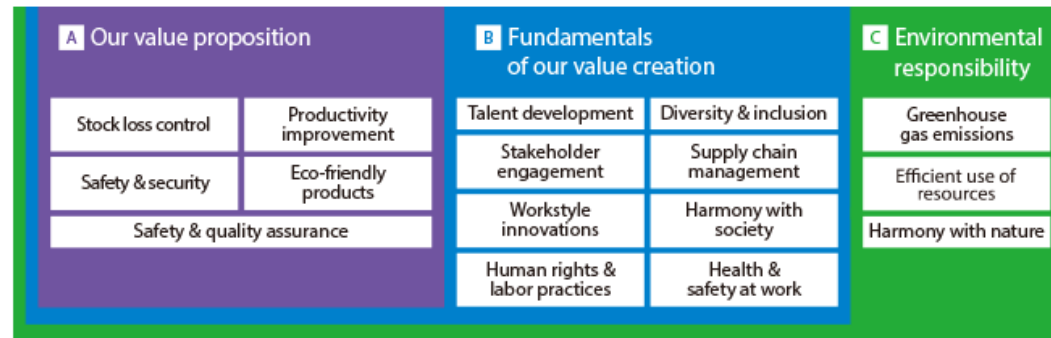 A Our value proposition
Stock loss control
Productivity
improvement
Safety & security
Eco-friendly
products
Safety & quality assurance
B Fundamentals
of our value creation
Talent development
Diversity & inclusion
Stakeholder
engagement
Supply chain
management
Workstyle
innovations
Harmony with
society
Human rights &
labor practices
Health &
safety at work
C Environmental
responsibility
Greenhouse
gas emissions
Efficient use of
resources
Harmony with nature